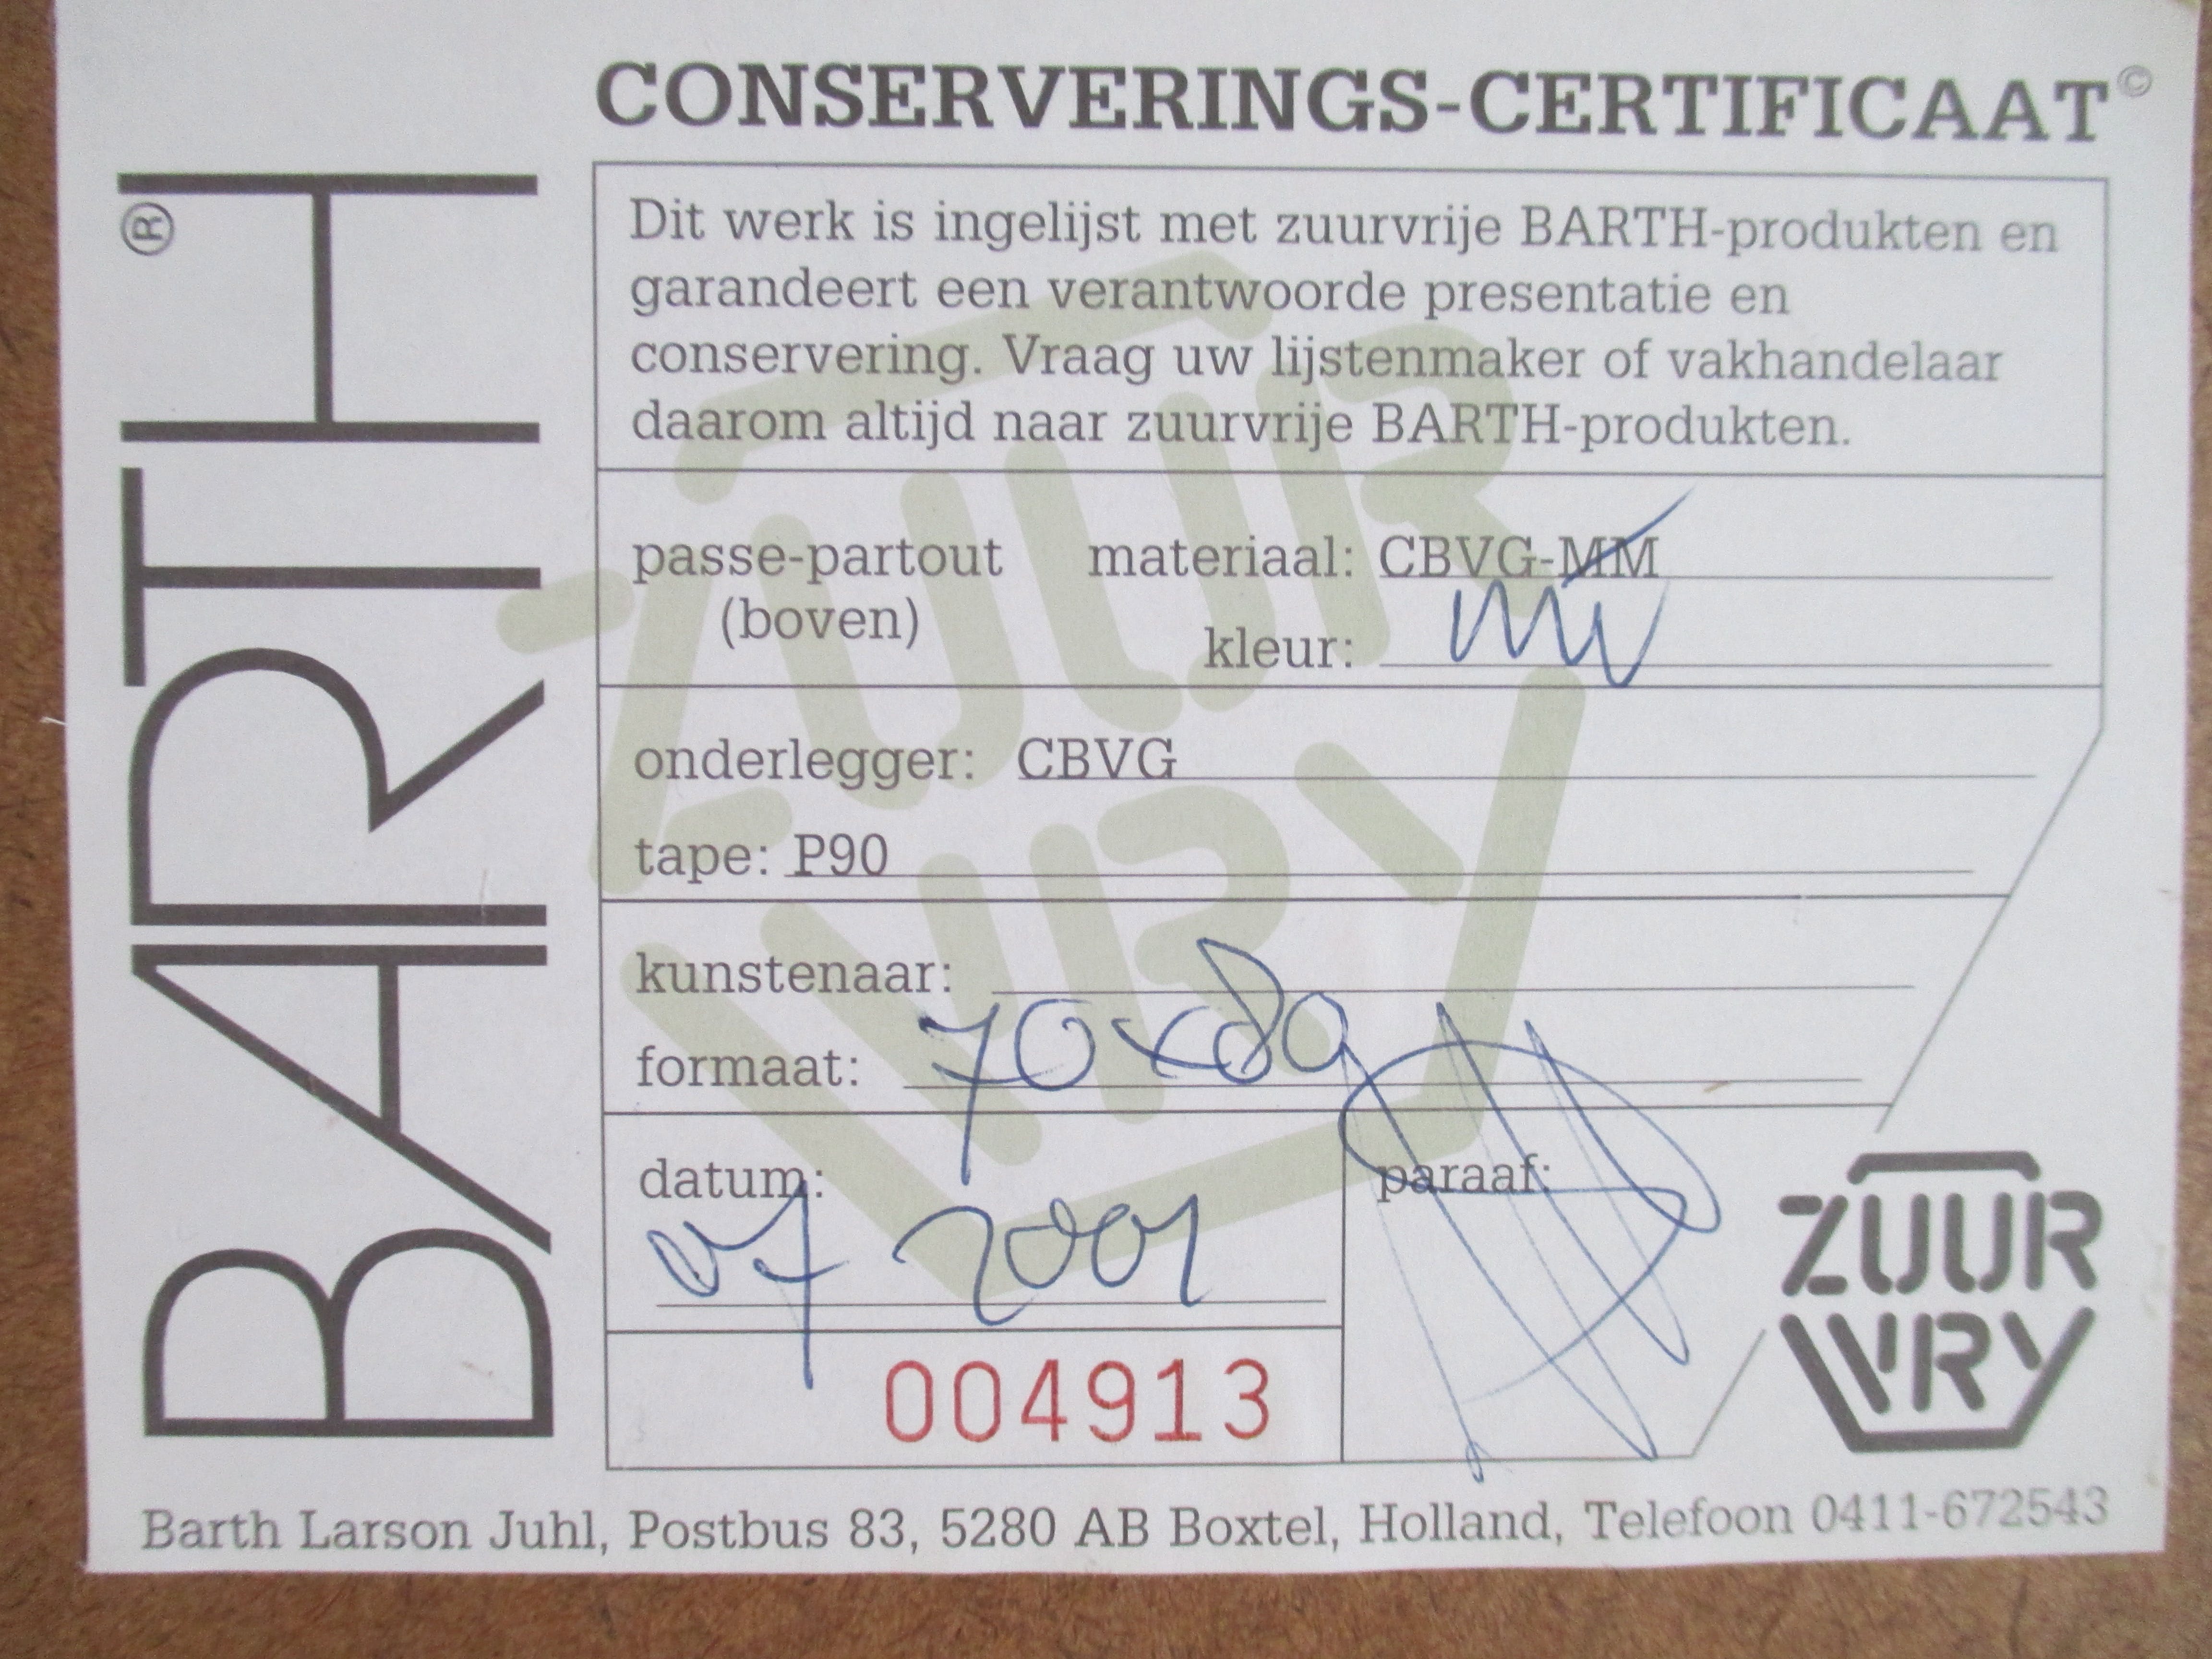 CONSERVERINGS-CERTIFICAAT©
BARTH®
Dit werk is ingelijst met zuurvrije BARTH-produkten en
garandeert een verantwoorde presentatie en
conservering. Vraag uw lijstenmaker of vakhandelaar
daarom altijd naar zuurvrije BARTH-produkten.
passe-partout materiaal: CBVG-MM
(boven) kleur:
onderlegger: CBVG
tape: P90
kunstenaar:
formaat: 70x80
datum: paraaf:
07 2001
004913
ZUUR
VRY
Barth Larson Juhl, Postbus 83, 5280 AB Boxtel, Holland, Telefoon 0411-672543